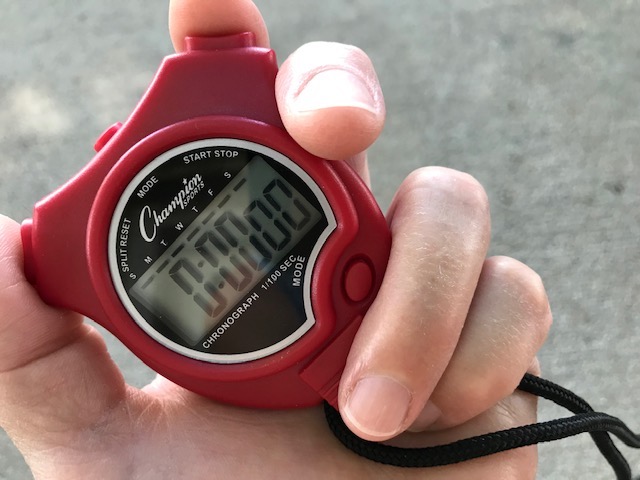 START STOP
MODE
SPLIT RESET
Champion
SPORTS
S M T W T F S
0:00 00
CHRONOGRAPH 1/100 SEC
MODE